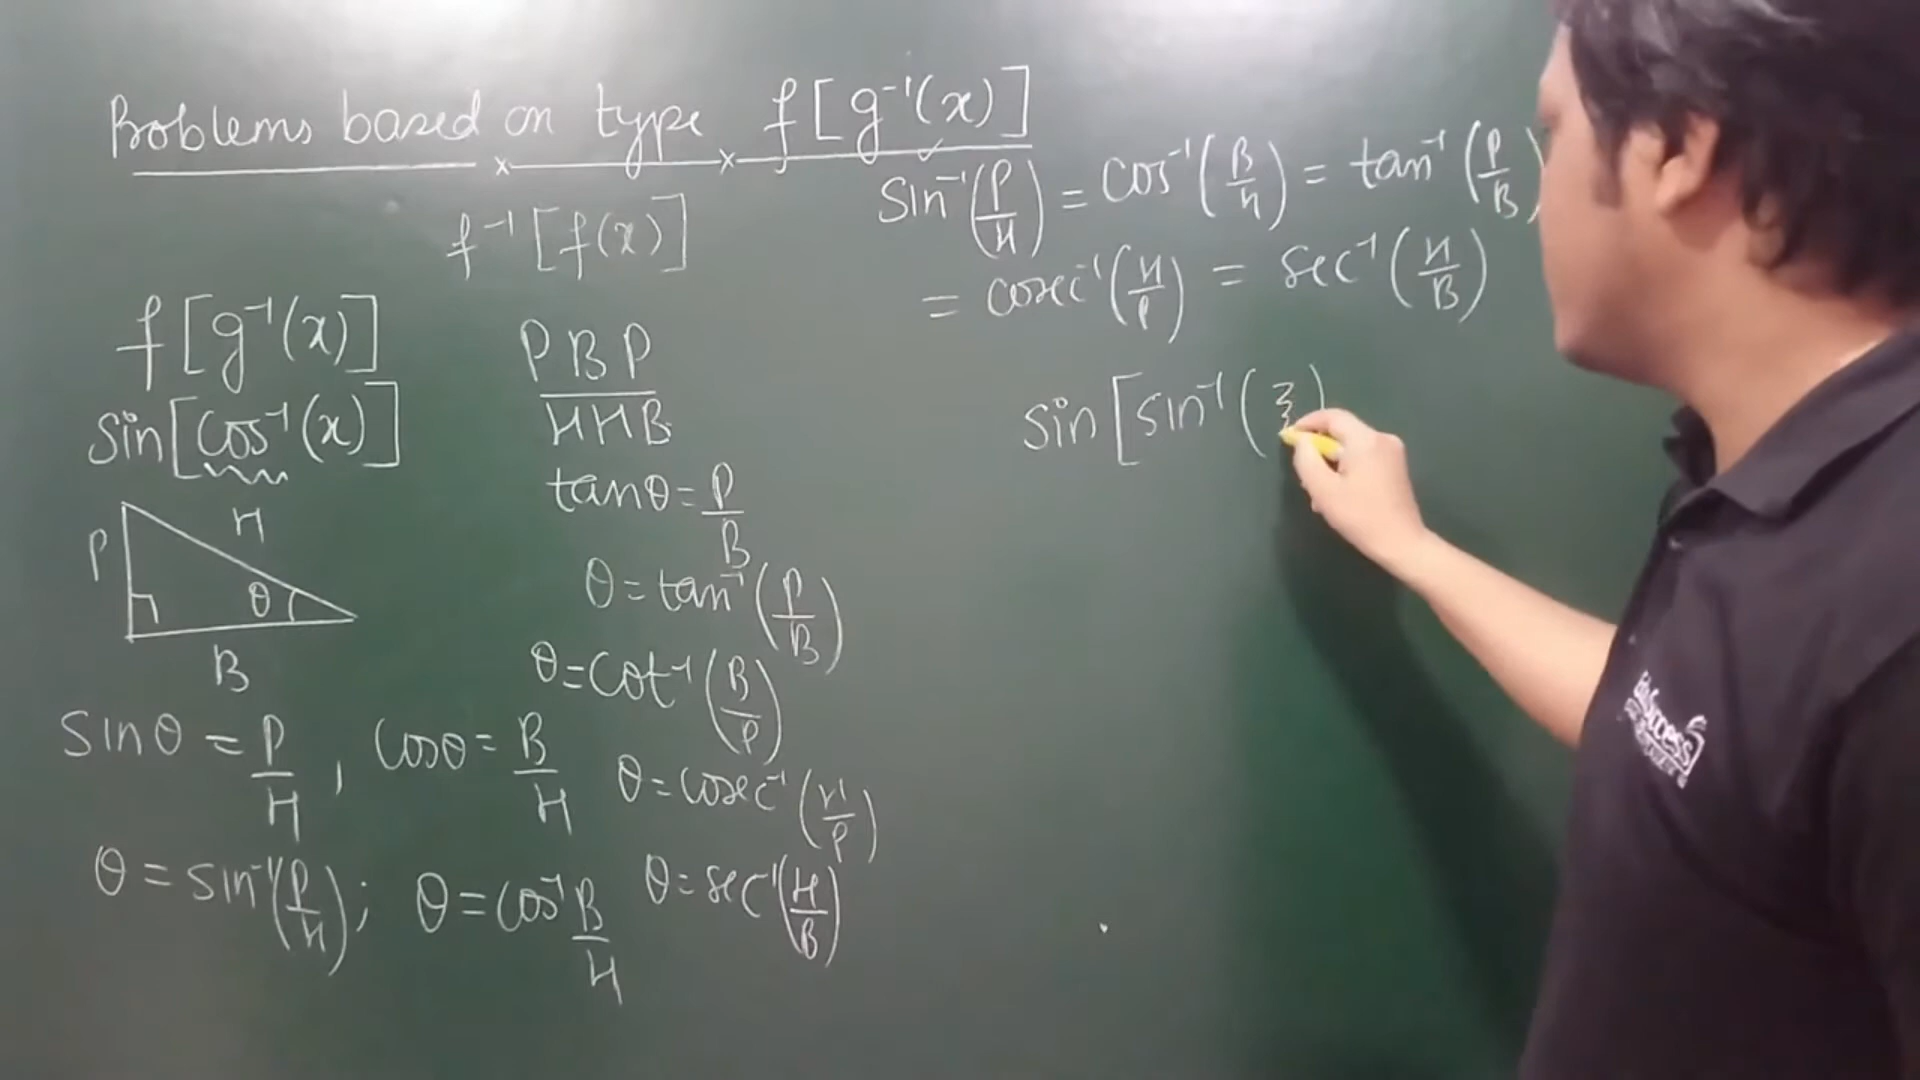 Problems based on type f[g⁻¹(x)]
f⁻¹[f(x)]
f[g⁻¹(x)]
sin[cos⁻¹(x)]
P
H
θ
B
sinθ = P/H , cosθ = B/H
θ = sin⁻¹(P/H) ; θ = cos⁻¹ B/H
P B P
H H B
tanθ = P/B
θ = tan⁻¹(P/B)
θ = cot⁻¹(B/P)
θ = cosec⁻¹(H/P)
θ = sec⁻¹(H/B)
sin⁻¹(P/H) = cos⁻¹(B/H) = tan⁻¹(P/B)
= cosec⁻¹(H/P) = sec⁻¹(H/B)
sin[sin⁻¹(